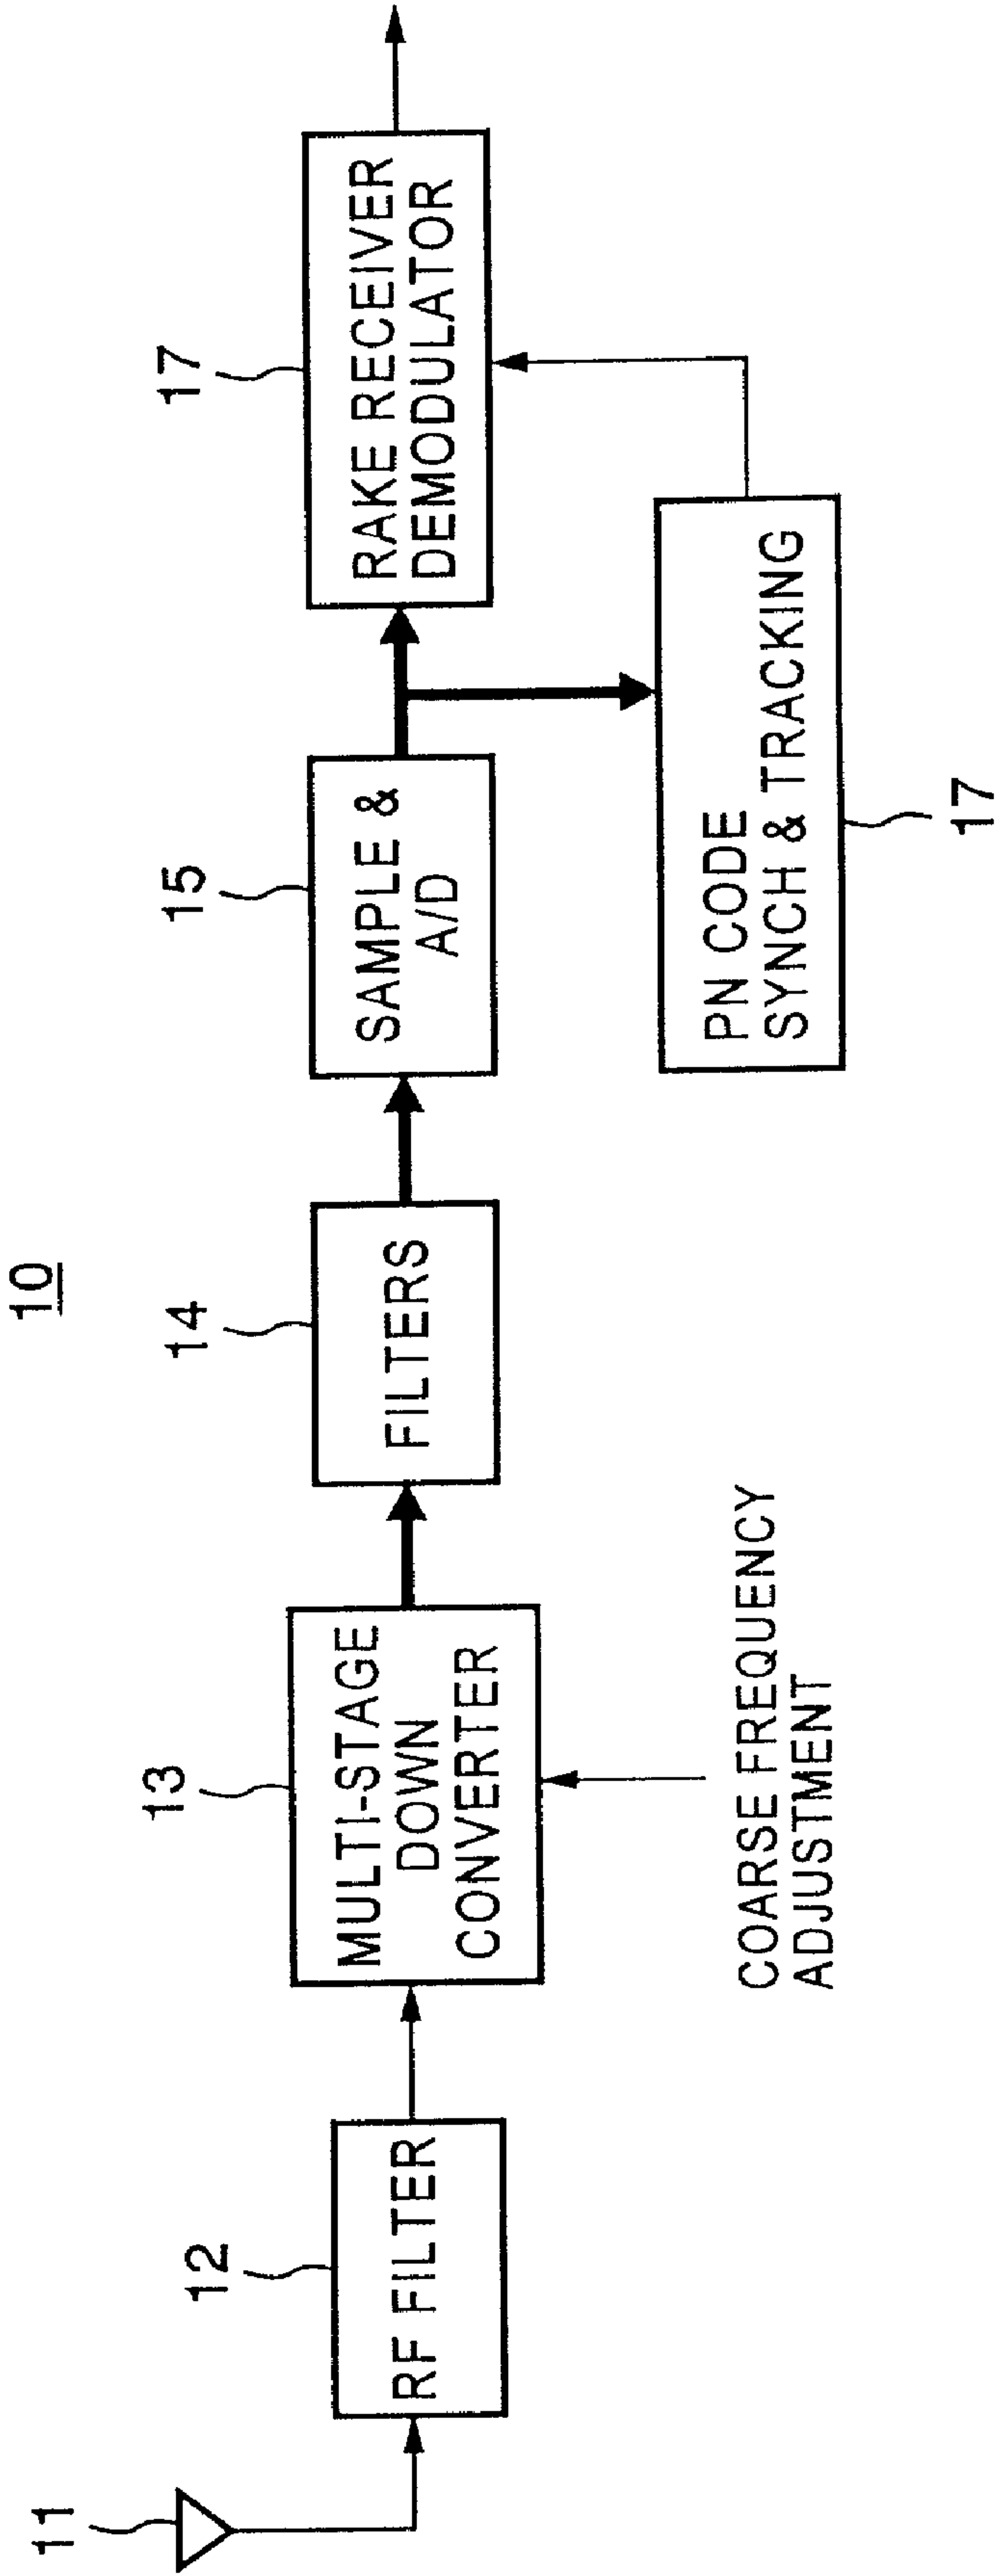 10
11
12
RF FILTER
13
MULTI-STAGE
DOWN
CONVERTER
COARSE FREQUENCY
ADJUSTMENT
14
FILTERS
15
SAMPLE &
A/D
17
RAKE RECEIVER
DEMODULATOR
PN CODE
SYNCH & TRACKING
17